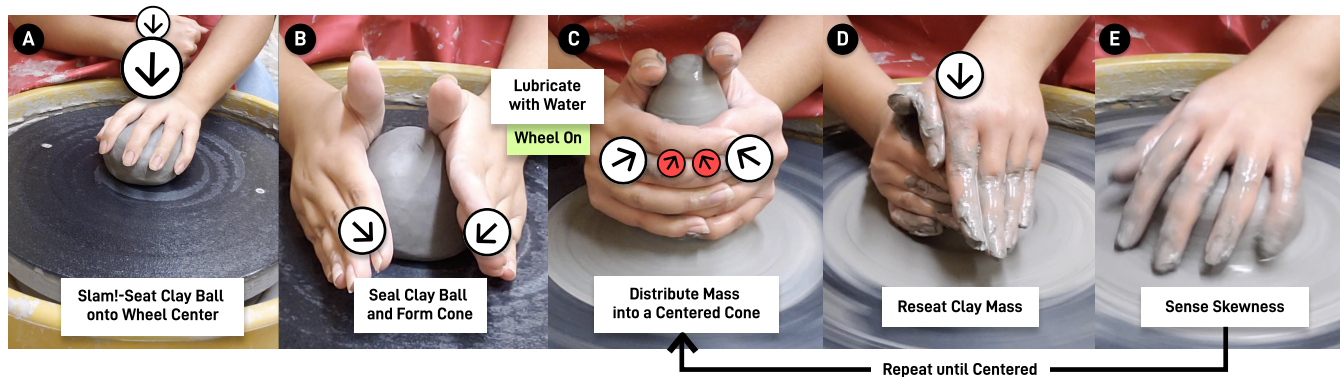 A
Slam!-Seat Clay Ball
onto Wheel Center
B
Seal Clay Ball
and Form Cone
Lubricate
with Water
Wheel On
C
Distribute Mass
into a Centered Cone
D
Reseat Clay Mass
E
Sense Skewness
Repeat until Centered